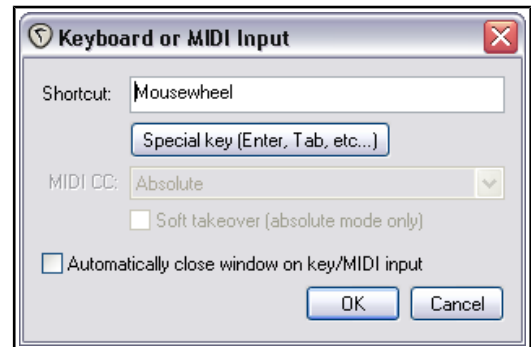 Keyboard or MIDI Input
Shortcut: Mousewheel
Special key (Enter, Tab, etc...)
MIDI CC: Absolute
Soft takeover (absolute mode only)
Automatically close window on key/MIDI input
OK Cancel